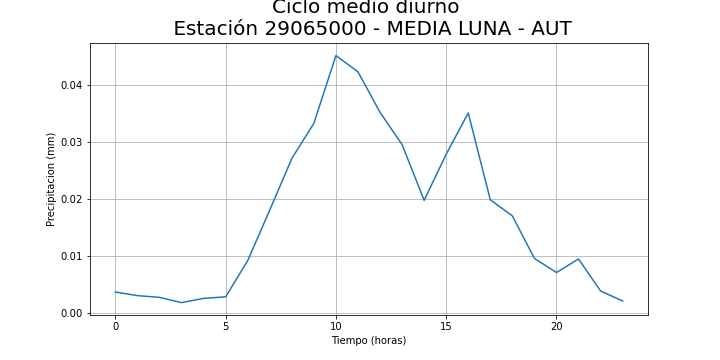 Ciclo medio diurno
Estación 29065000 - MEDIA LUNA - AUT
Precipitacion (mm)
0.04
0.03
0.02
0.01
0.00
0
5
10
15
20
Tiempo (horas)